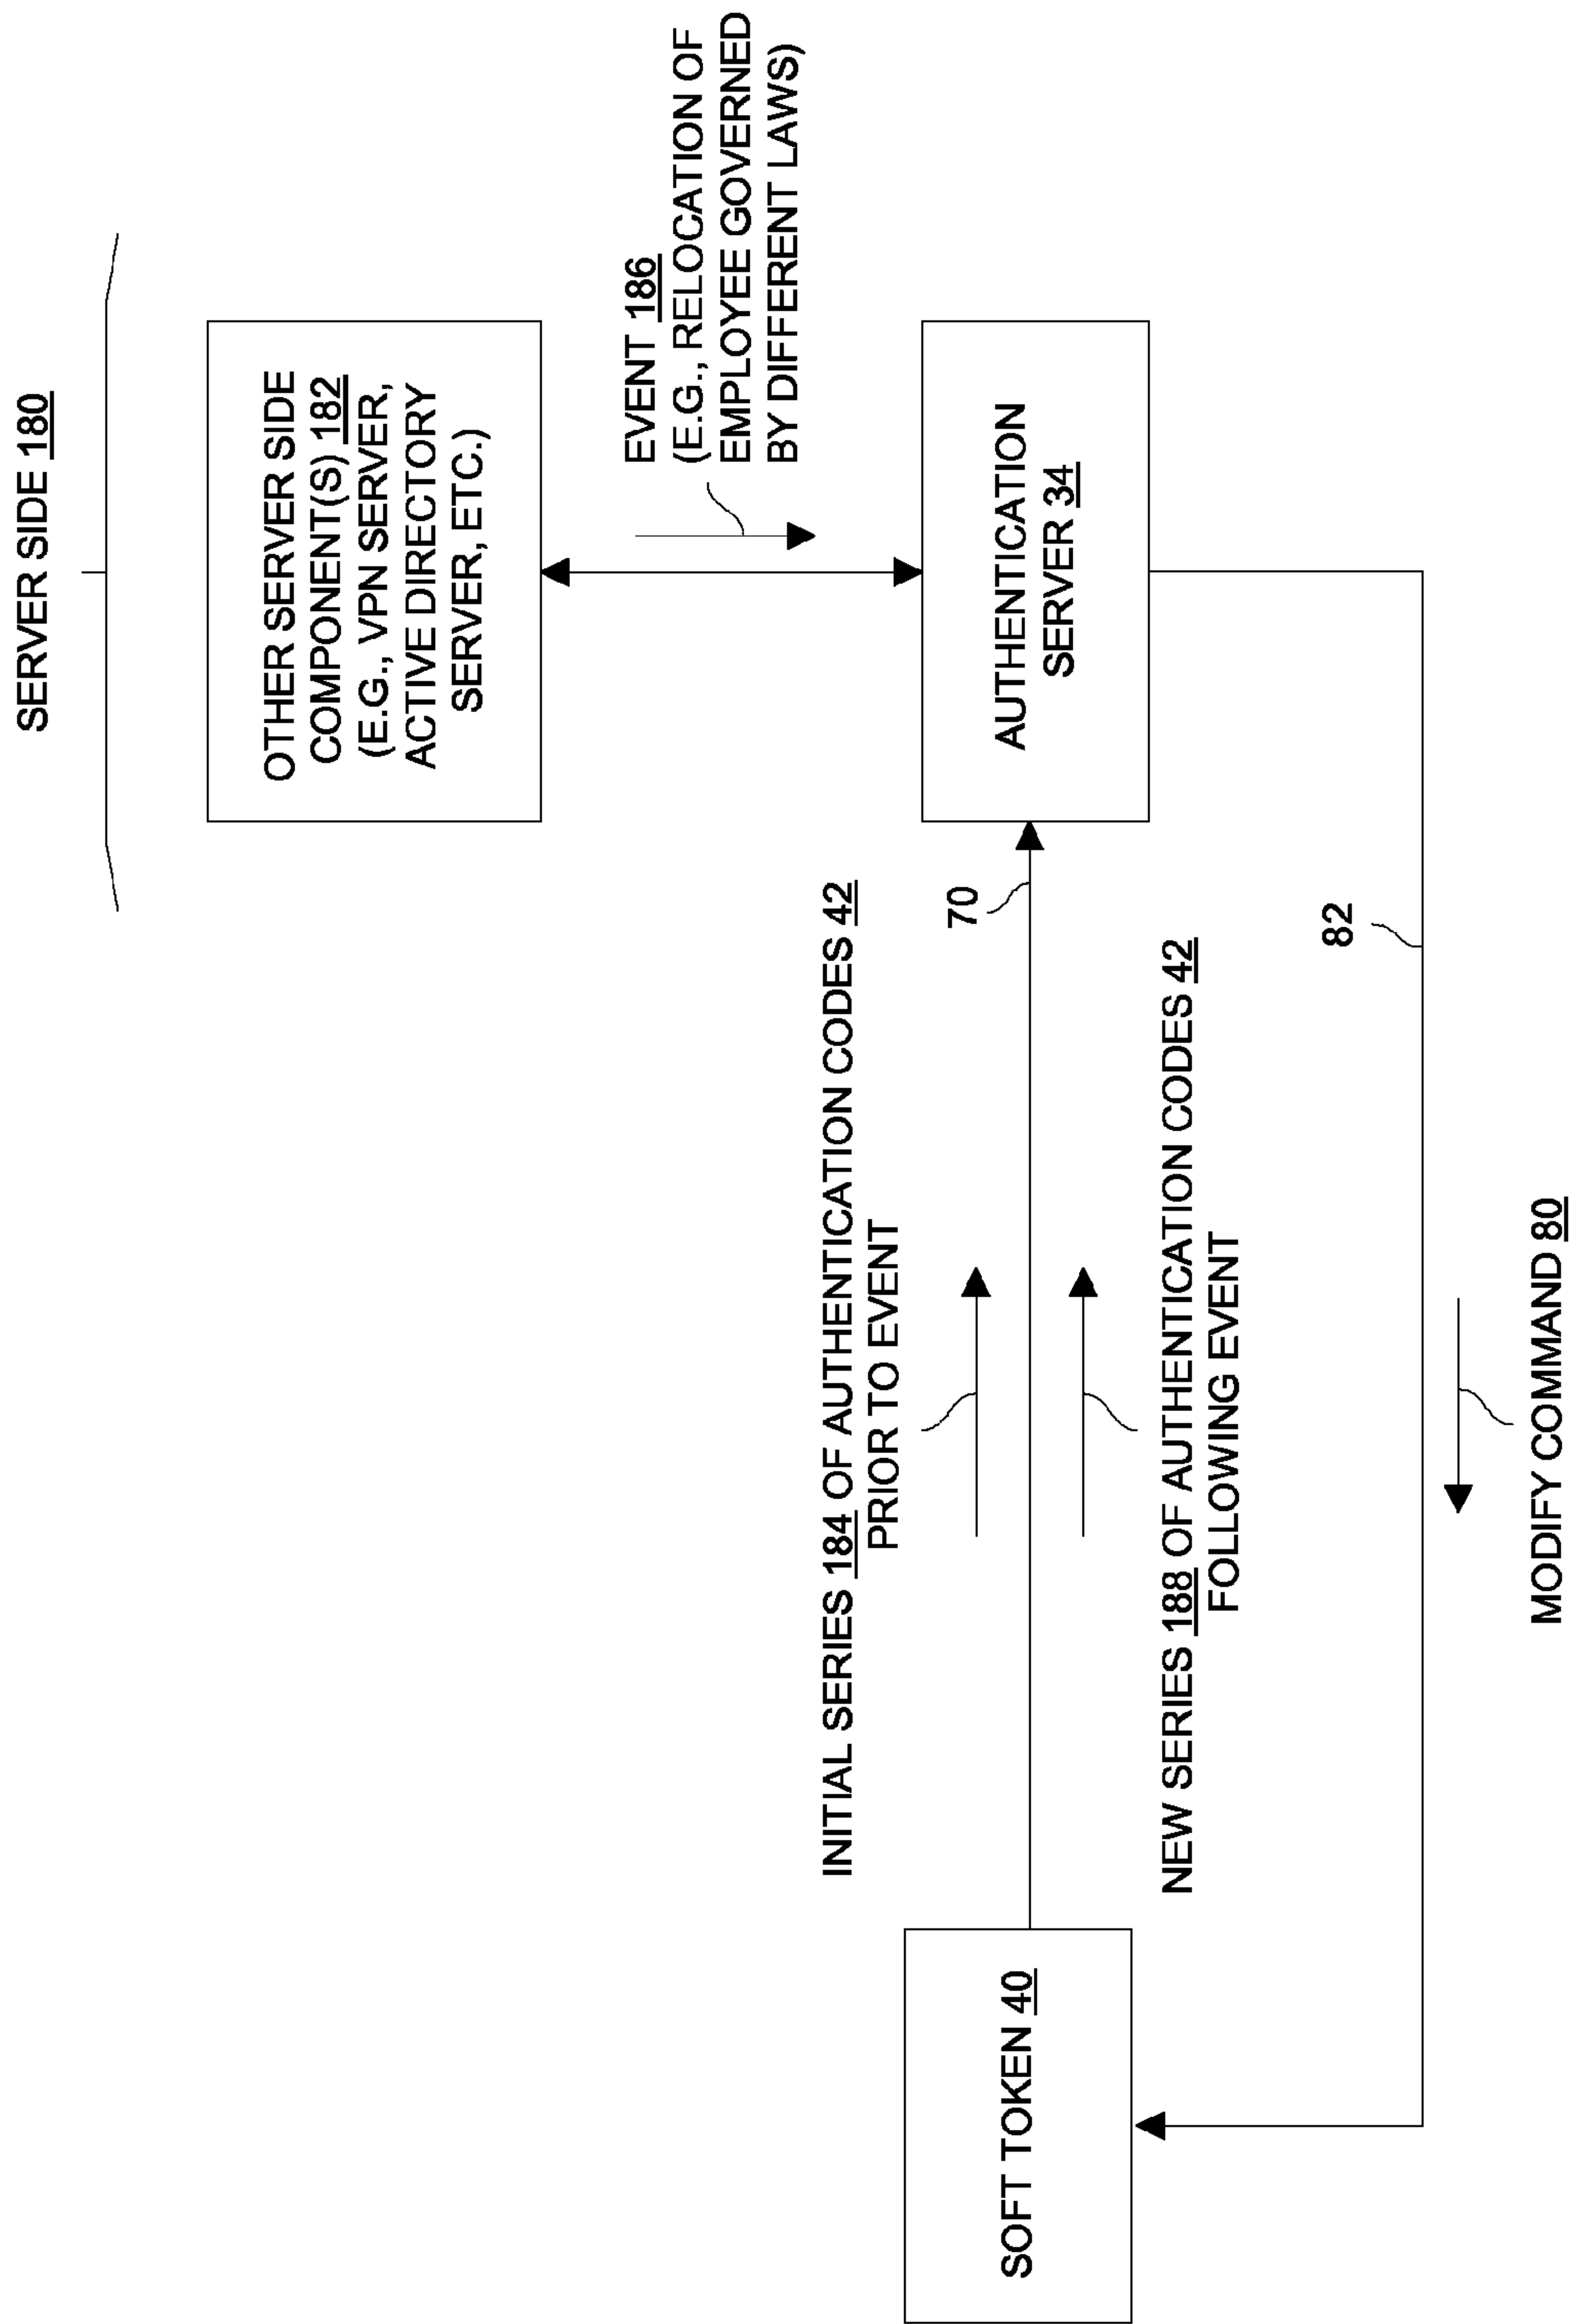 SERVER SIDE 180
OTHER SERVER SIDE
COMPONENT(S) 182
(E.G., VPN SERVER,
ACTIVE DIRECTORY
SERVER, ETC.)
EVENT 186
(E.G., RELOCATION OF
EMPLOYEE GOVERNED
BY DIFFERENT LAWS)
INITIAL SERIES 184 OF AUTHENTICATION CODES 42
PRIOR TO EVENT
70
SOFT TOKEN 40
AUTHENTICATION
SERVER 34
NEW SERIES 188 OF AUTHENTICATION CODES 42
FOLLOWING EVENT
82
MODIFY COMMAND 80